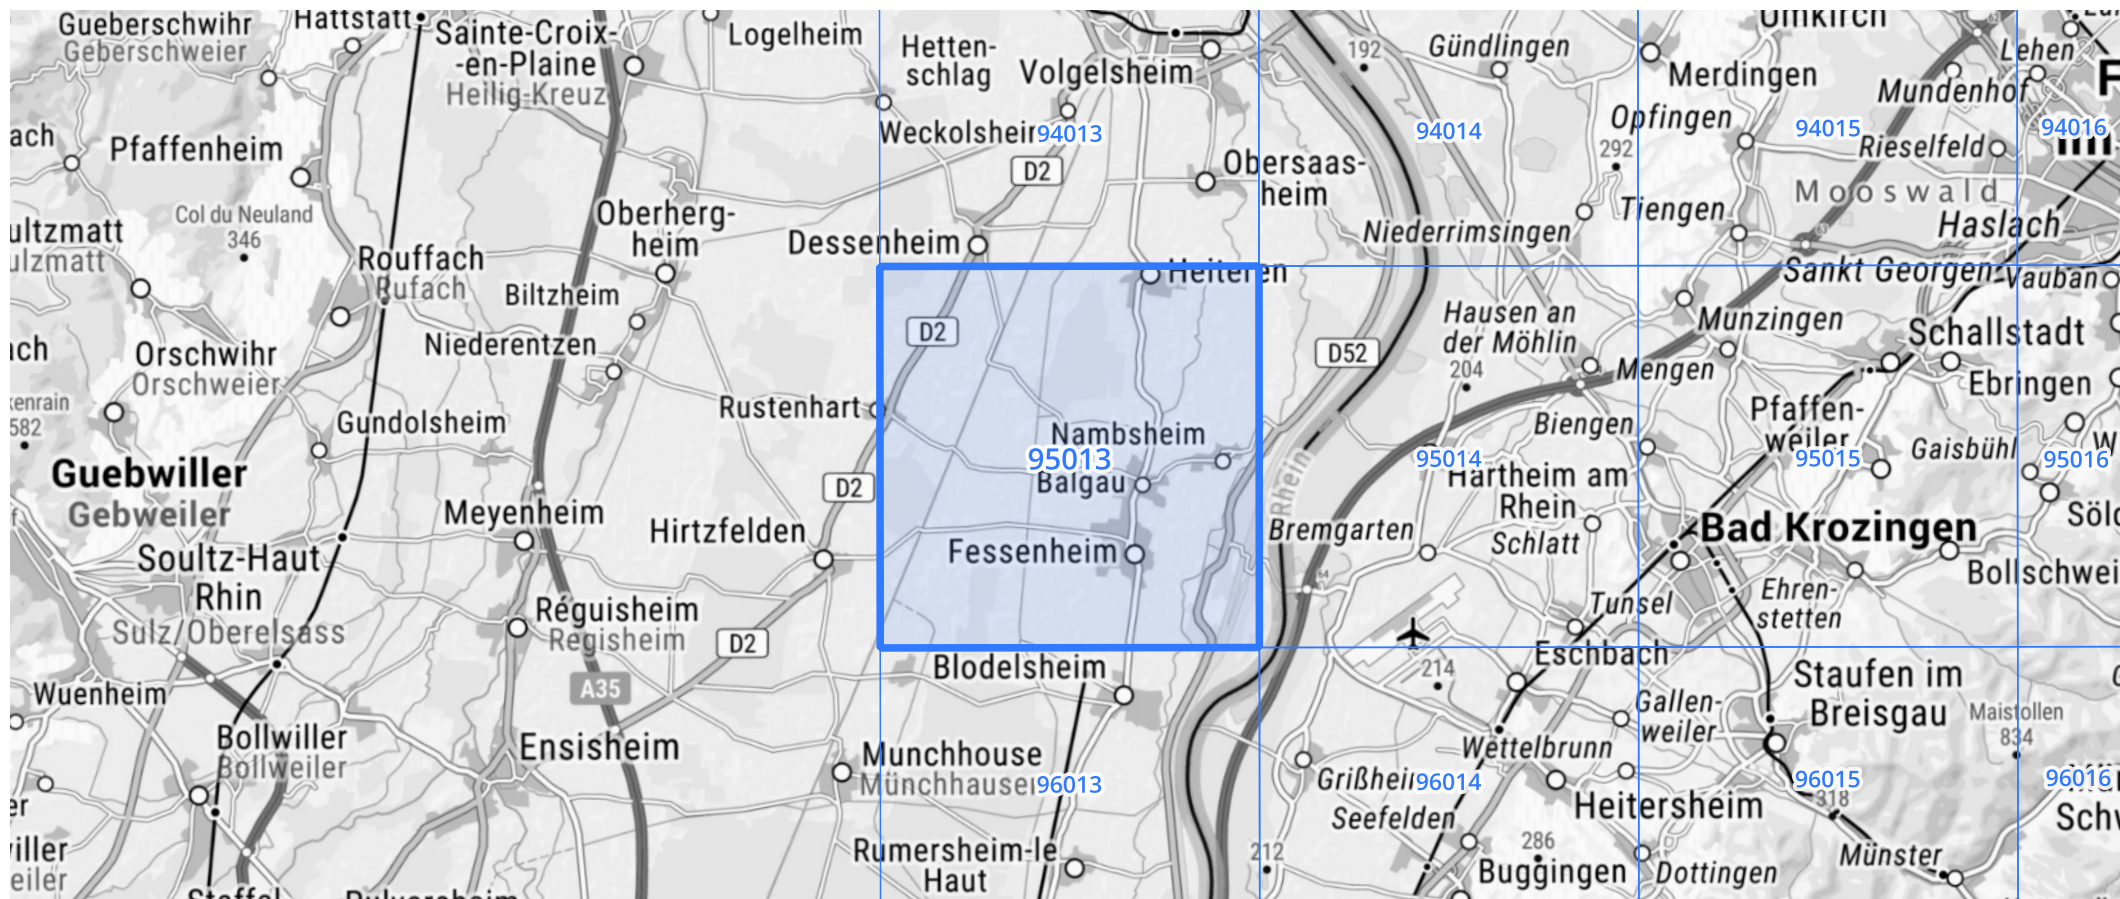 Gueberschwihr
Geberschweier
Hattstatt
Sainte-Croix-
-en-Plaine
Heilig-Kreuz
Logelheim
Hetten-
schlag
Volgelsheim
192
Gündlingen
Umkirch
Merdingen
Lehen
Mundenhof
Opfingen
Pfaffenheim
Weckolsheim
94013
94014
94015
94016
Rieselfeld
292
D2
Obersaas-
heim
Mooswald
Col du Neuland
346
Oberherg-
heim
Dessenheim
Niederrimsingen
Tiengen
Haslach
Rouffach
Rufach
Biltzheim
Heiteren
Sankt Georgen
Vauban
D2
Hausen an
der Möhlin
204
Munzingen
Schallstadt
Orschwihr
Orschweier
Niederentzen
D52
Mengen
Ebringen
582
Gundolsheim
Rustenhart
Nambsheim
Biengen
Pfaffen-
weiler
Gaisbühl
95013
95014
95015
95016
Guebwiller
Gebweiler
Balgau
Rhein
Hartheim am
Rhein
D2
Meyenheim
Hirtzfelden
Fessenheim
Bremgarten
Schlatt
Bad Krozingen
Soultz-Haut
Rhin
Sulz/Oberelsass
Réguisheim
Regisheim
D2
64
Tunsel
Ehren-
stetten
Eschbach
Wuenheim
A35
Blodelsheim
214
Gallen-
weiler
Staufen im
Breisgau
Maistollen
834
Bollwiller
Bollweiler
Ensisheim
Munchhouse
Münchhausen
96013
Wettelbrunn
Grißheim
96014
96015
96016
Seefelden
Heitersheim
318
Rumersheim-le
Haut
212
286
Buggingen
Dottingen
Münster